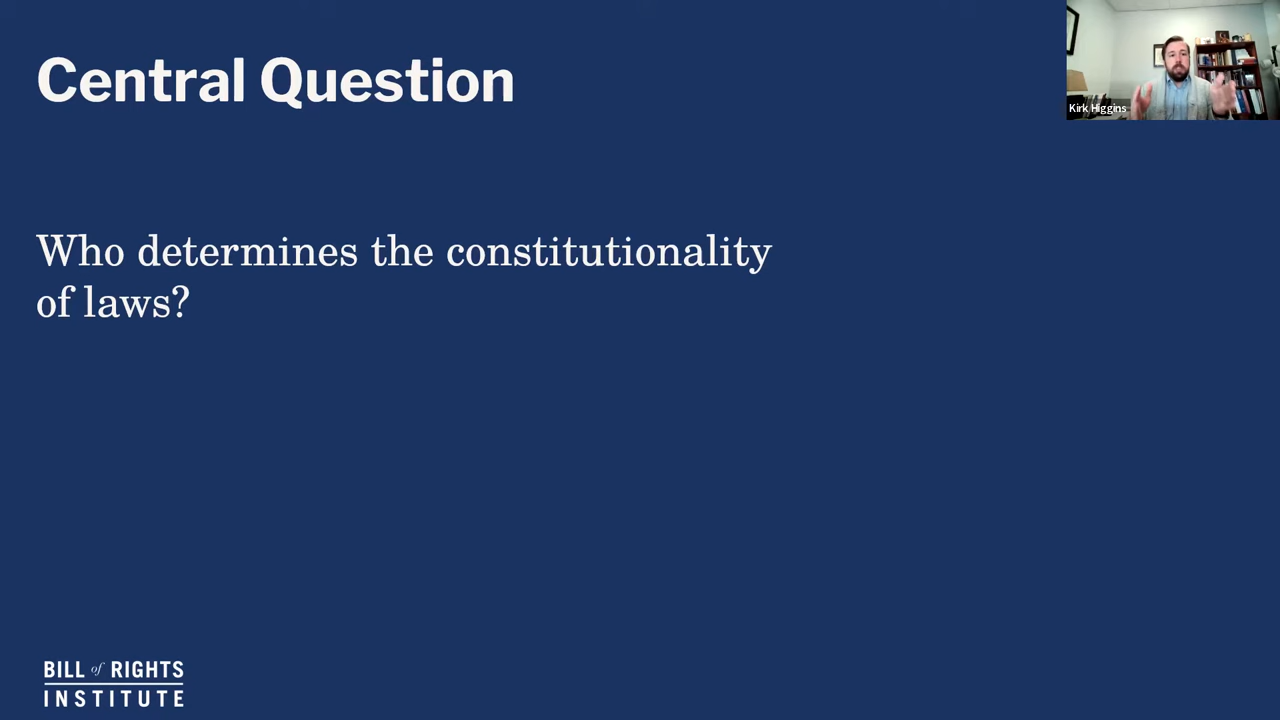 Central Question
Kirk Higgins
Who determines the constitutionality
of laws?
BILL of RIGHTS
INSTITUTE